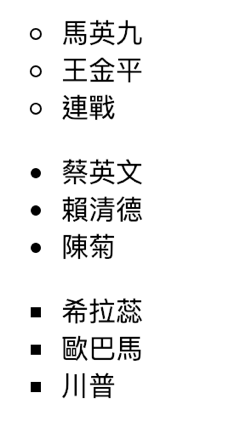 ○ 馬英九
○ 王金平
○ 連戰
● 蔡英文
● 賴清德
● 陳菊
■ 希拉蕊
■ 歐巴馬
■ 川普